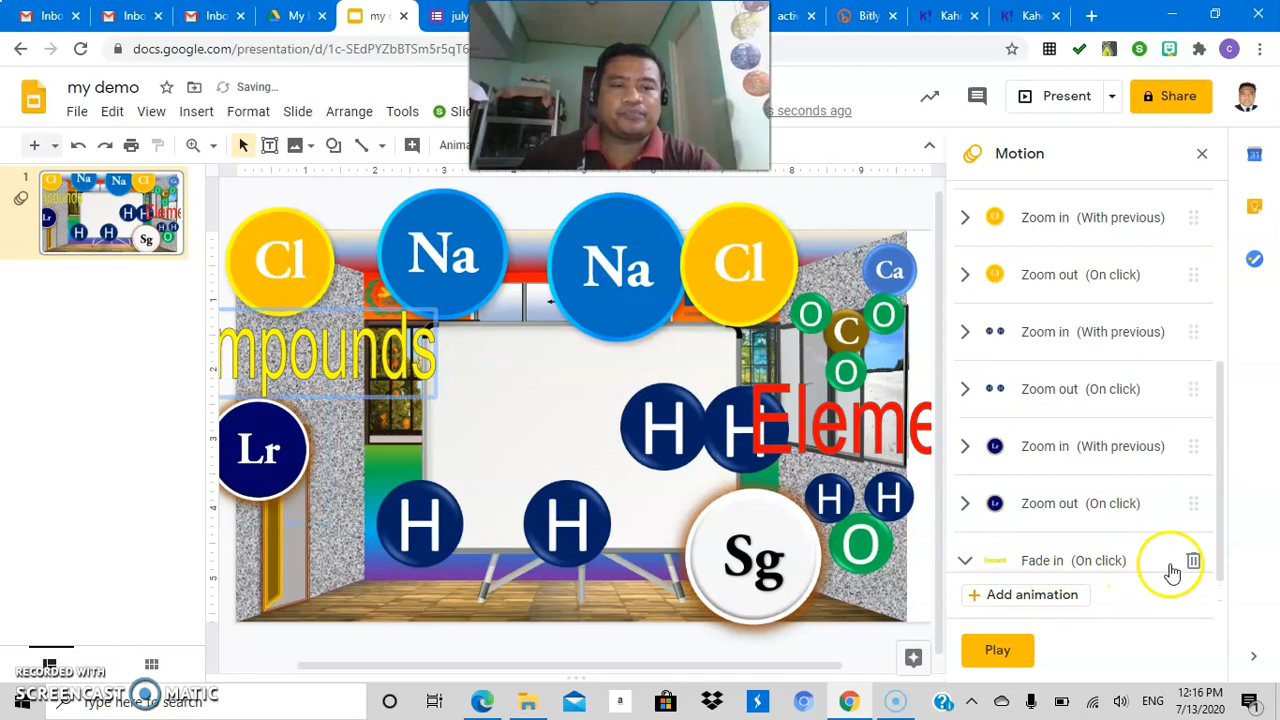 Inbo
Inbo
Inbo
My l
my c
july
acti
Bitly
Kaho
Kaho
docs.google.com/presentation/d/1c-SEdPYZbBTSm5r5qT6
my demo
Saving...
File Edit View Insert Format Slide Arrange Tools
s seconds ago
Present
Share
Anima
Motion
1
Cl Na Na Cl
Ca
O O
C
O
mpounds
Eleme
H H
Lr
H H
H H
O
Sg
Zoom in (With previous)
Zoom out (On click)
Zoom in (With previous)
Zoom out (On click)
Zoom in (With previous)
Zoom out (On click)
Fade in (On click)
+ Add animation
Play
RECORDED WITH
SCREENCAST MATIC
Type here to search
ENG
12:16 PM
7/13/2020